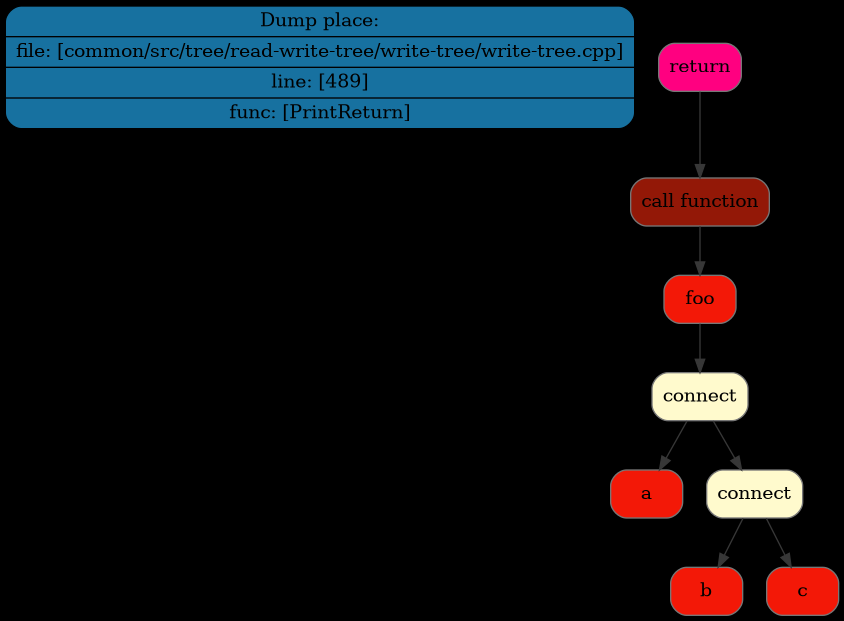 Dump place:
file: [common/src/tree/read-write-tree/write-tree/write-tree.cpp]
line: [489]
func: [PrintReturn]
return
call function
foo
connect
a
connect
b
c